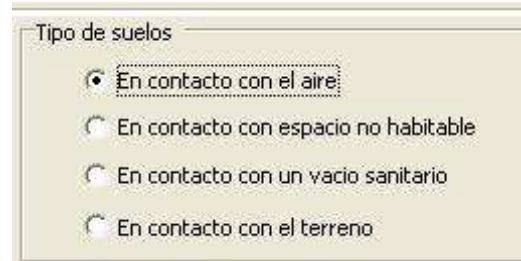 Tipo de suelos
En contacto con el aire
En contacto con espacio no habitable
En contacto con un vacio sanitario
En contacto con el terreno